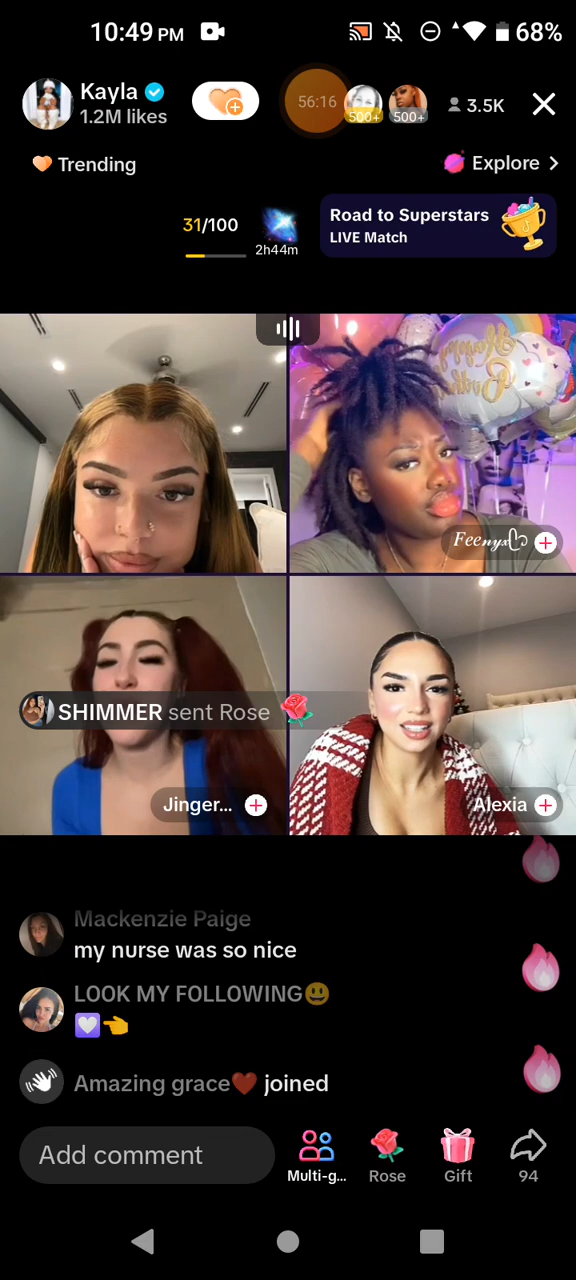 10:49 PM
68%
Kayla
1.2M likes
56:16
500+
500+
3.5K
Trending
Explore
31/100
2h44m
Road to Superstars
LIVE Match
Feenyx
SHIMMER sent Rose
Jinger...
Alexia
Mackenzie Paige
my nurse was so nice
LOOK MY FOLLOWING😃
💟👈
Amazing grace❤️ joined
Add comment
Multi-g...
Rose
Gift
94